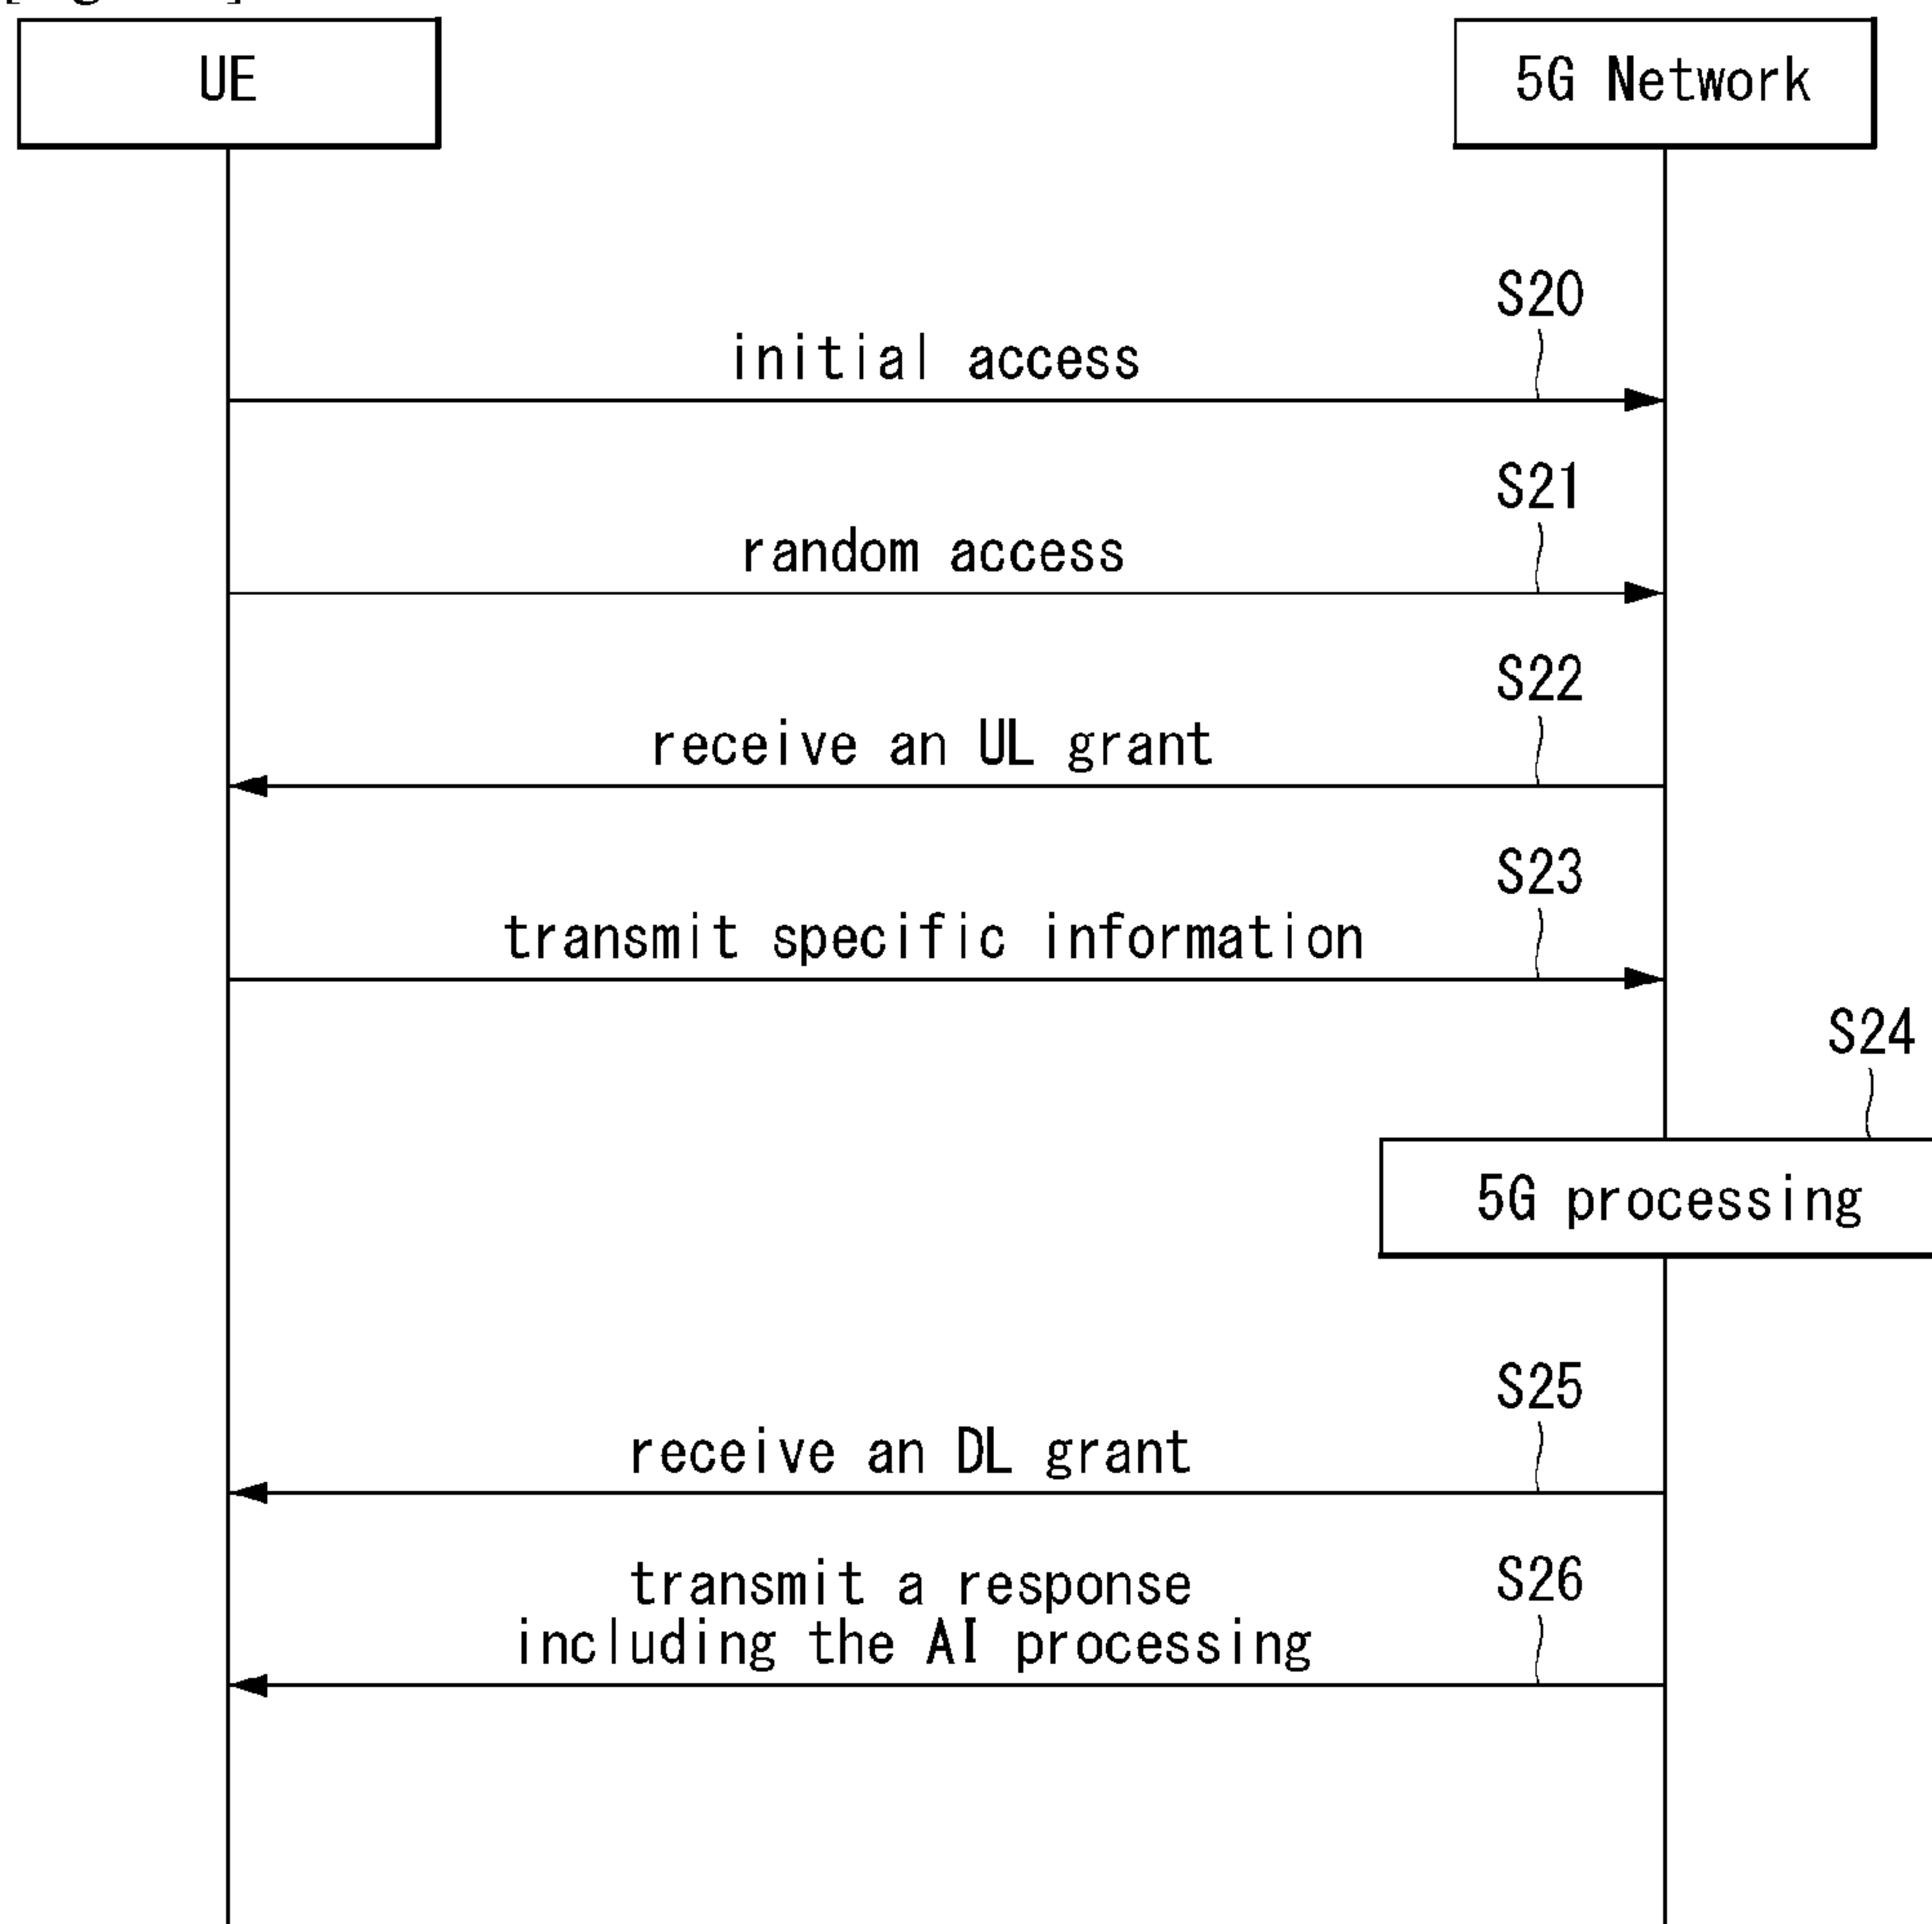 UE
5G Network
S20
initial access
S21
random access
S22
receive an UL grant
S23
transmit specific information
S24
5G processing
S25
receive an DL grant
S26
transmit a response
including the AI processing